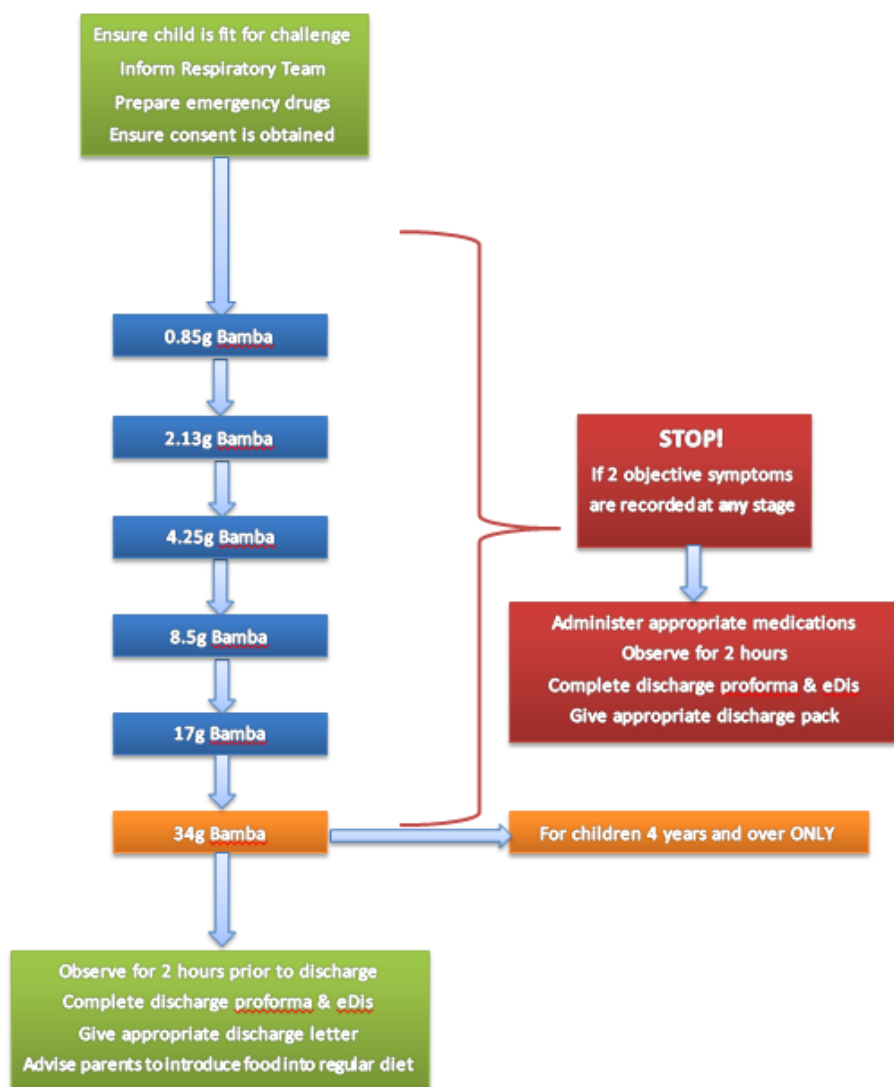 Ensure child is fit for challenge
Inform Respiratory Team
Prepare emergency drugs
Ensure consent is obtained
0.85g Bamba
2.13g Bamba
4.25g Bamba
8.5g Bamba
17g Bamba
34g Bamba
For children 4 years and over ONLY
STOP!
If 2 objective symptoms
are recorded at any stage
Administer appropriate medications
Observe for 2 hours
Complete discharge proforma & eDis
Give appropriate discharge pack
Observe for 2 hours prior to discharge
Complete discharge proforma & eDis
Give appropriate discharge letter
Advise parents to introduce food into regular diet